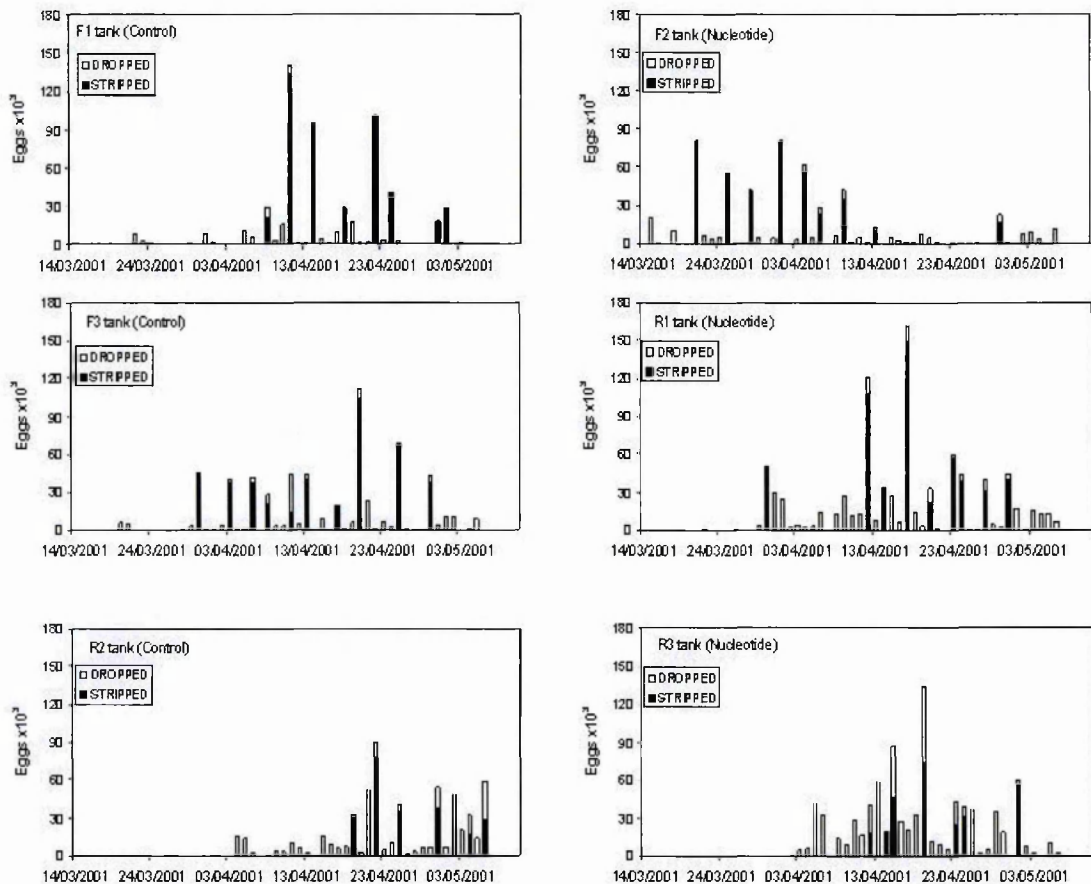 F1 tank (Control)
DROPPED
STRIPPED
Eggs x10³
180
150
120
90
60
30
0
14/03/2001 24/03/2001 03/04/2001 13/04/2001 23/04/2001 03/05/2001
F2 tank (Nucleotide)
DROPPED
STRIPPED
Eggs x10³
180
150
120
90
60
30
0
14/03/2001 24/03/2001 03/04/2001 13/04/2001 23/04/2001 03/05/2001
F3 tank (Control)
DROPPED
STRIPPED
Eggs x10³
180
150
120
90
60
30
0
14/03/2001 24/03/2001 03/04/2001 13/04/2001 23/04/2001 03/05/2001
R1 tank (Nucleotide)
DROPPED
STRIPPED
Eggs x10³
180
150
120
90
60
30
0
14/03/2001 24/03/2001 03/04/2001 13/04/2001 23/04/2001 03/05/2001
R2 tank (Control)
DROPPED
STRIPPED
Eggs x10³
180
150
120
90
60
30
0
14/03/2001 24/03/2001 03/04/2001 13/04/2001 23/04/2001 03/05/2001
R3 tank (Nucleotide)
DROPPED
STRIPPED
Eggs x10³
180
150
120
90
60
30
0
14/03/2001 24/03/2001 03/04/2001 13/04/2001 23/04/2001 03/05/2001